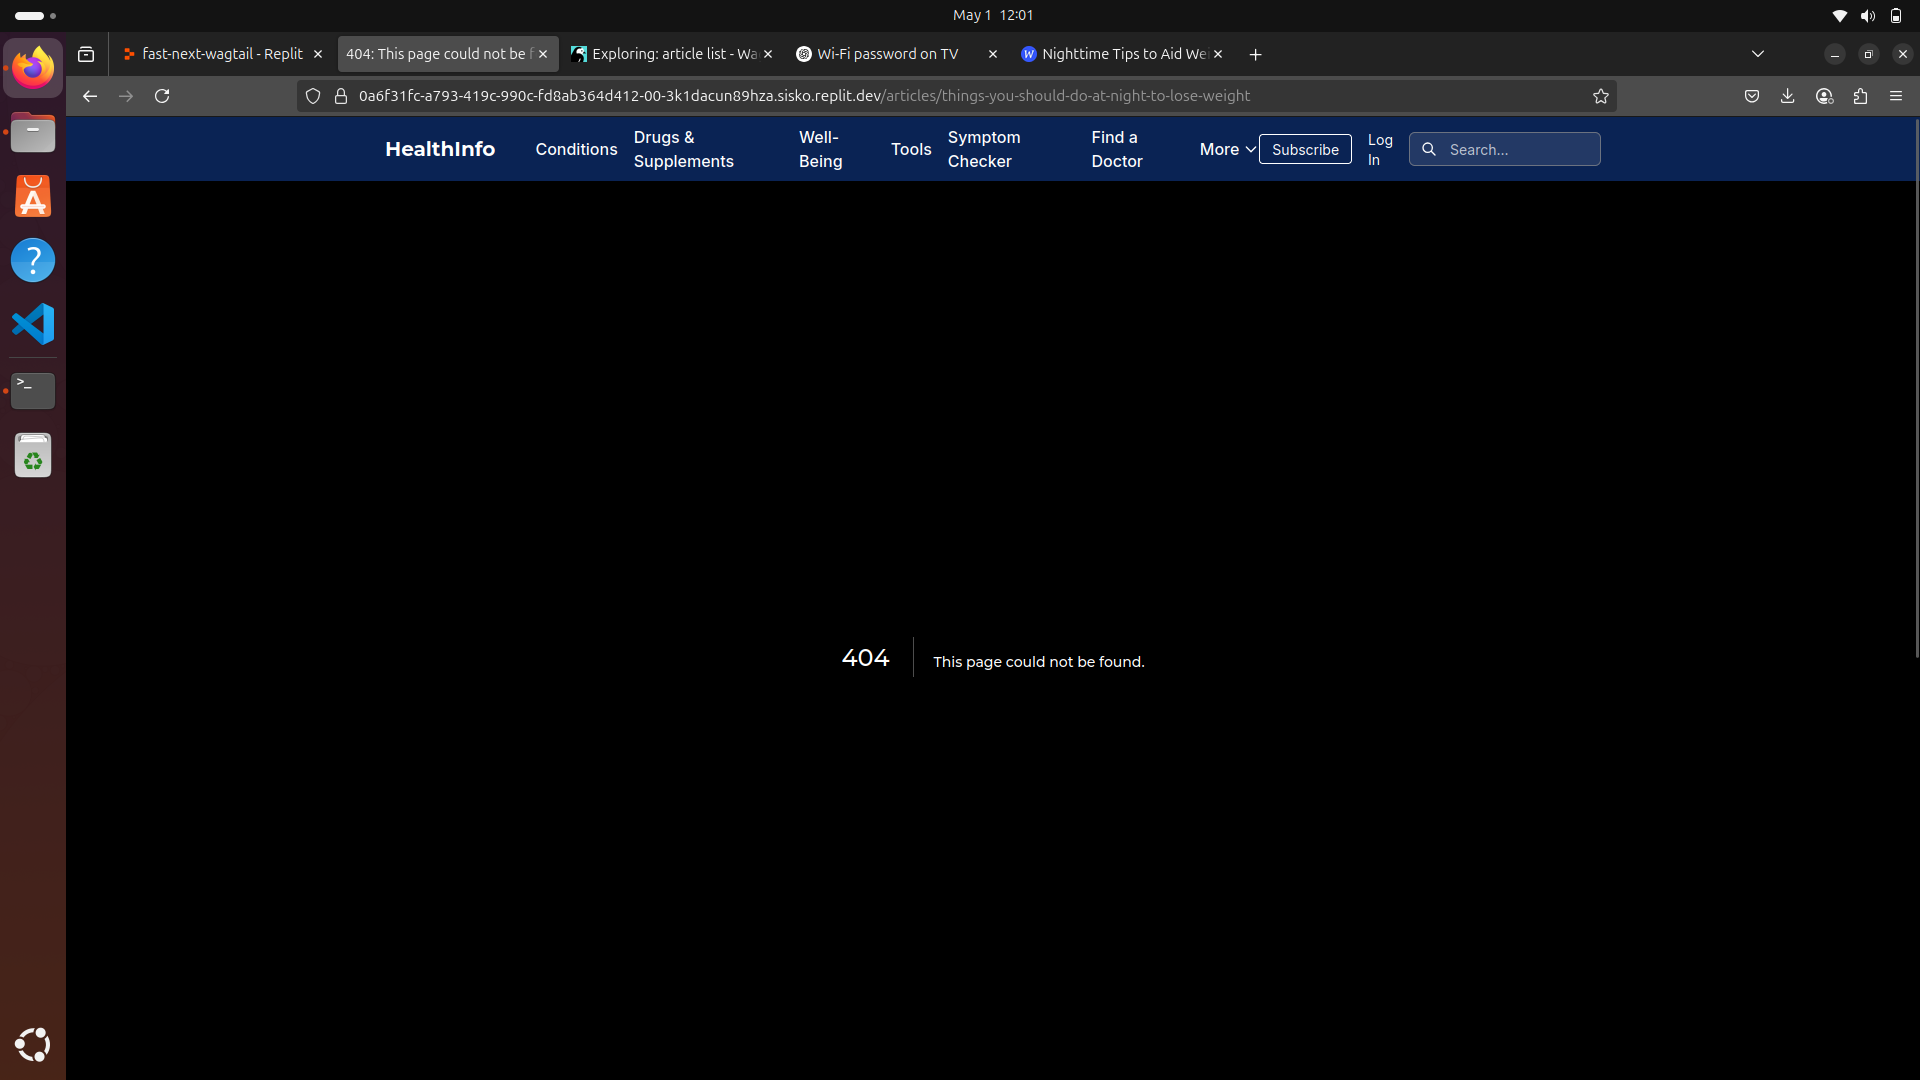 May 1 12:01
fast-next-wagtail - Replit
404: This page could not be f
Exploring: article list - Wa
Wi-Fi password on TV
Nighttime Tips to Aid We
0a6f31fc-a793-419c-990c-fd8ab364d412-00-3k1dacun89hza.sisko.replit.dev/articles/things-you-should-do-at-night-to-lose-weight
HealthInfo
Conditions
Drugs &
Supplements
Well-
Being
Tools
Symptom
Checker
Find a
Doctor
More
Subscribe
Log
In
Search...
404
This page could not be found.